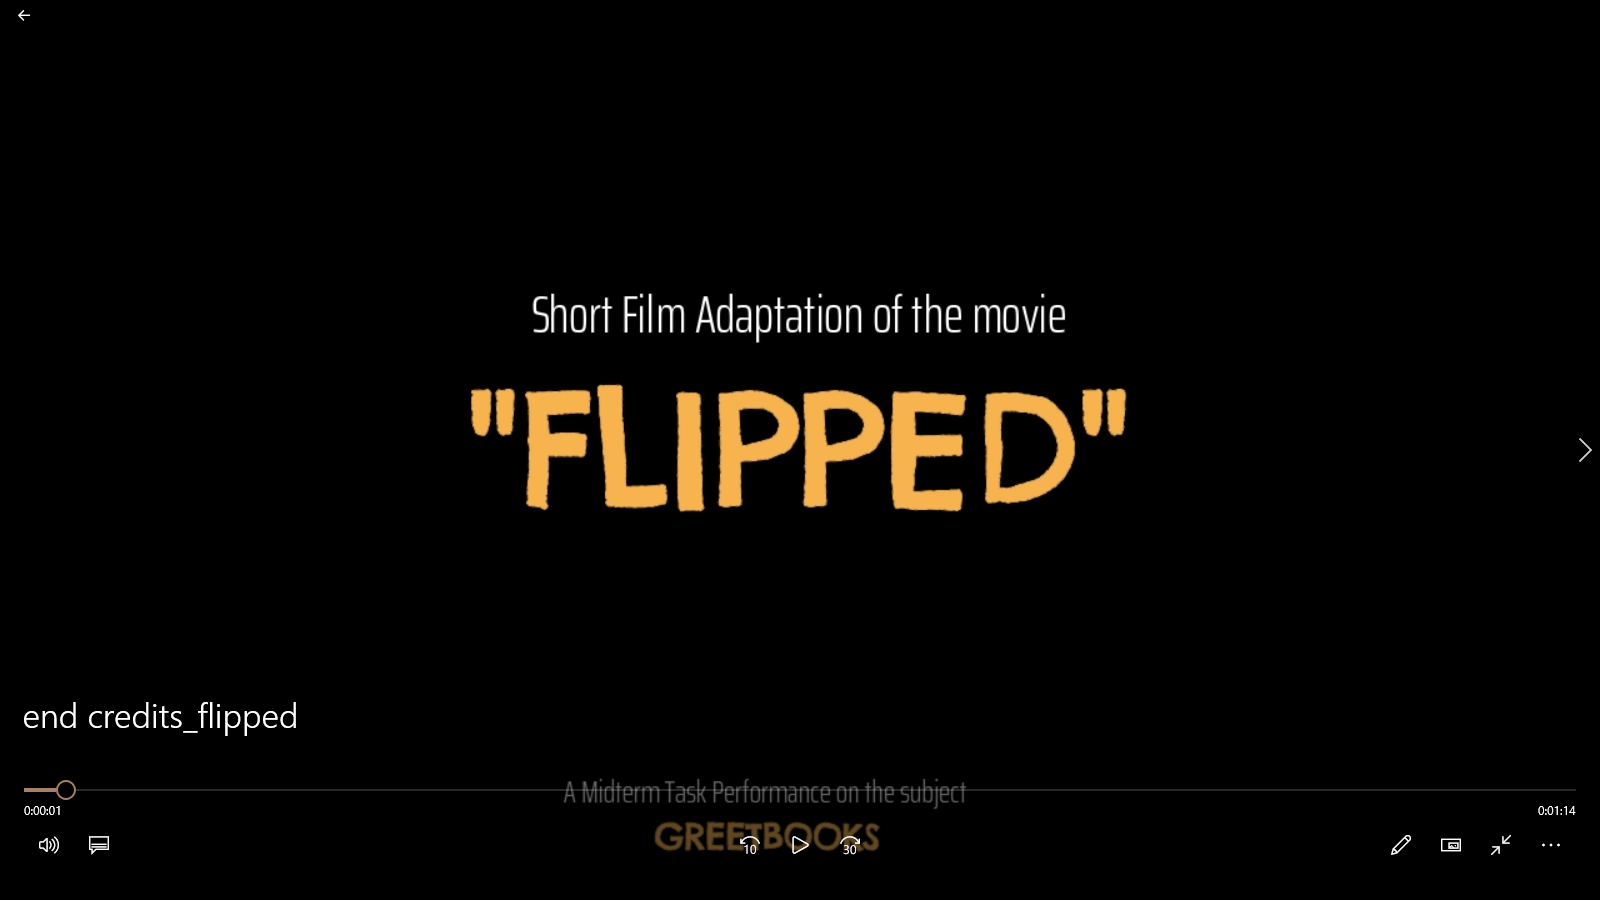 Short Film Adaptation of the movie
"FLIPPED"
end credits_flipped
A Midterm Task Performance on the subject
0:00:01
0:01:14
GREETBOOKS
10
30